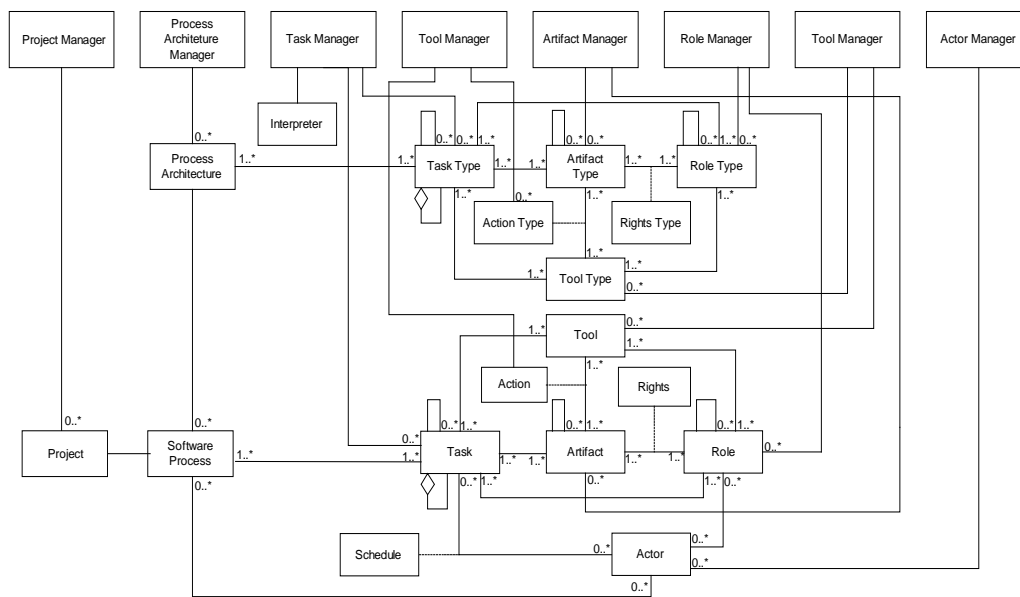 Project Manager
Process
Architeture
Manager
Task Manager
Tool Manager
Artifact Manager
Role Manager
Tool Manager
Actor Manager
Interpreter
0..*
0..* 0..* 1..*
0..* 0..*
0..* 1..* 0..*
Process
Architecture
1..*
1..*
Task Type
1..*
1..*
Artifact
Type
1..*
1..*
Role Type
1..*
1..*
1..*
0..*
Action Type
Rights Type
1..*
1..*
Tool Type
1..*
0..*
1..*
Tool
0..*
1..*
1..*
Action
Rights
0..*
0..*
0..* 1..*
0..* 1..*
0..* 1..*
Project
Software
Process
1..*
0..*
1..*
Task
1..*
1..*
Artifact
1..*
1..*
Role
0..*
0..*
0..* 1..*
0..*
1..* 0..*
Schedule
0..*
Actor
0..*
0..*
0..*